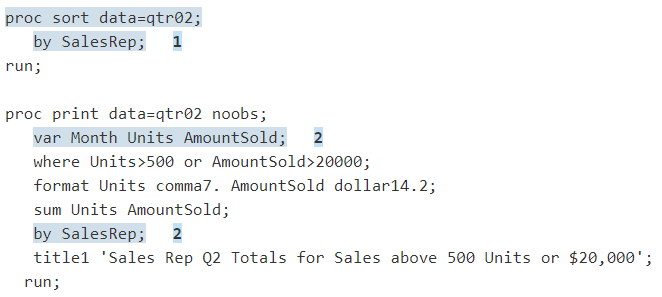 proc sort data=qtr02;
by SalesRep; 1
run;
proc print data=qtr02 noobs;
var Month Units AmountSold; 2
where Units>500 or AmountSold>20000;
format Units comma7. AmountSold dollar14.2;
sum Units AmountSold;
by SalesRep; 2
title1 'Sales Rep Q2 Totals for Sales above 500 Units or $20,000';
run;